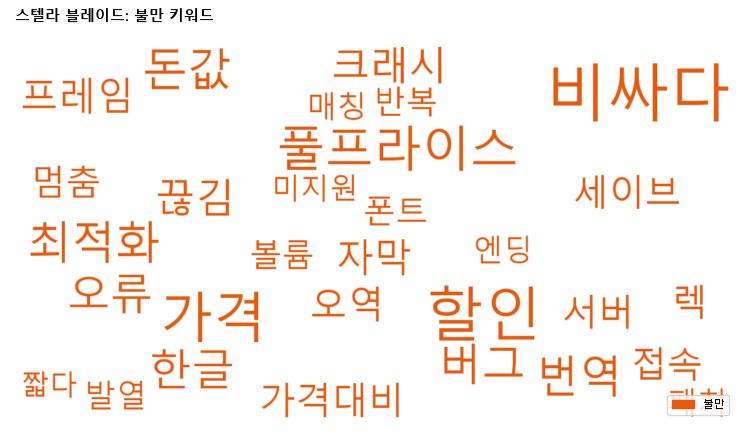 스텔라 블레이드: 불만 키워드
돈값
크래시
비싸다
프레임
매칭
반복
풀프라이스
멈춤
끊김
미지원
폰트
세이브
최적화
볼륨
자막
엔딩
오류
가격
오역
할인
서버
렉
한글
버그
번역
접속
짧다
발열
가격대비
불만